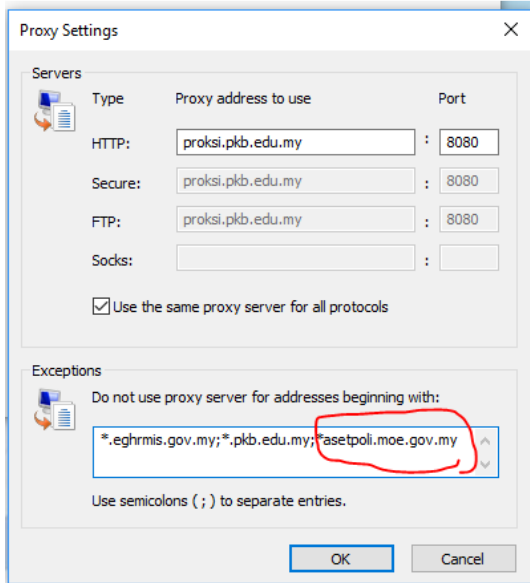 Proxy Settings
Servers
Type Proxy address to use Port
HTTP: proksi.pkb.edu.my : 8080
Secure: proksi.pkb.edu.my : 8080
FTP: proksi.pkb.edu.my : 8080
Socks: :
Use the same proxy server for all protocols
Exceptions
Do not use proxy server for addresses beginning with:
*.eghrmis.gov.my;*.pkb.edu.my;*asetpoli.moe.gov.my
Use semicolons ( ; ) to separate entries.
OK Cancel